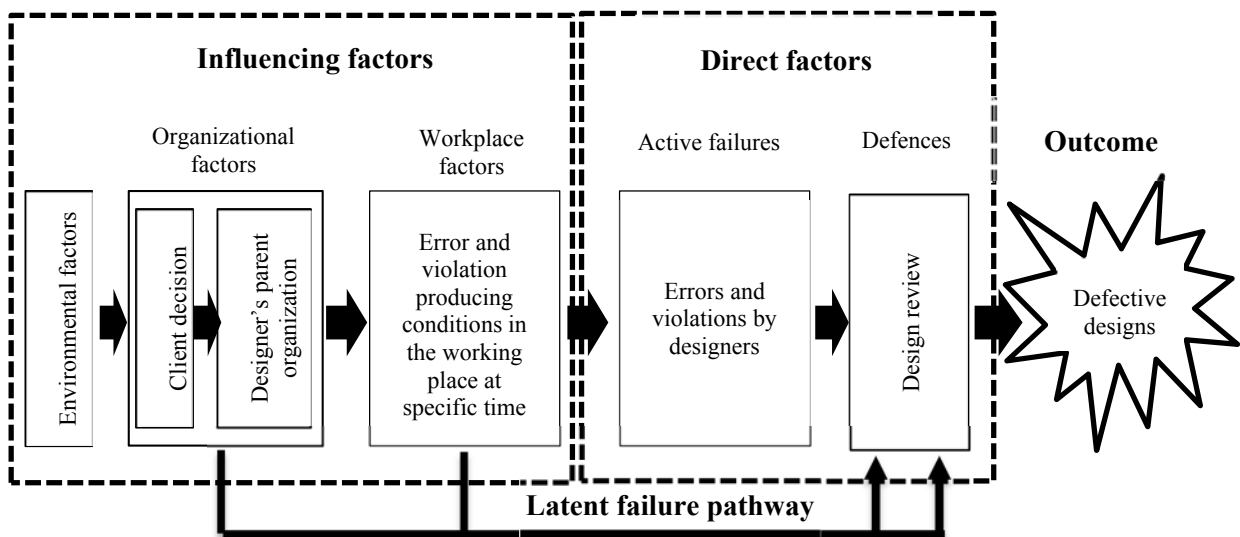 Influencing factors
Direct factors
Organizational
factors
Workplace
factors
Active failures
Defences
Outcome
Environmental factors
Client decision
Designer's parent
organization
Error and
violation
producing
conditions in
the working
place at
specific time
Errors and
violations by
designers
Design review
Defective
designs
Latent failure pathway